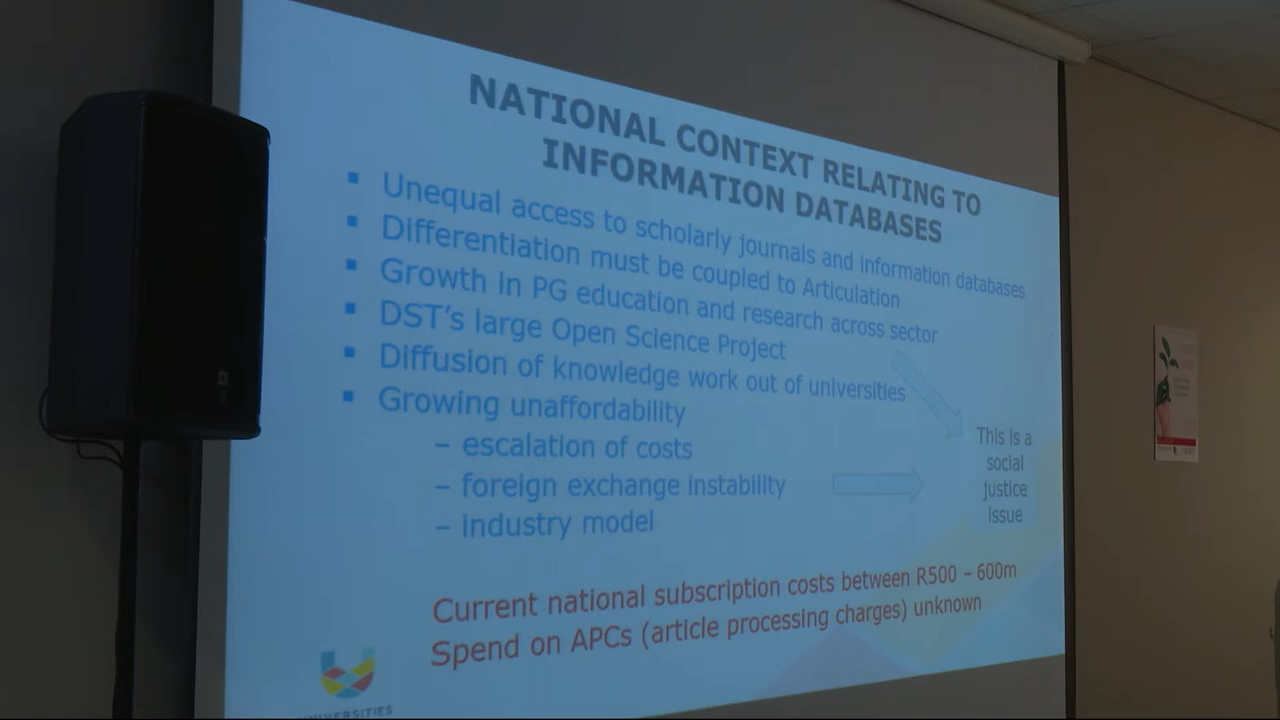 NATIONAL CONTEXT RELATING TO
INFORMATION DATABASES
▪ Unequal access to scholarly journals and information databases
▪ Differentiation must be coupled to Articulation
▪ Growth in PG education and research across sector
▪ DST's large Open Science Project
▪ Diffusion of knowledge work out of universities
▪ Growing unaffordability
– escalation of costs
– foreign exchange instability
– industry model
This is a
social
justice
issue
Current national subscription costs between R500 – 600m
Spend on APCs (article processing charges) unknown
UNIVERSITIES